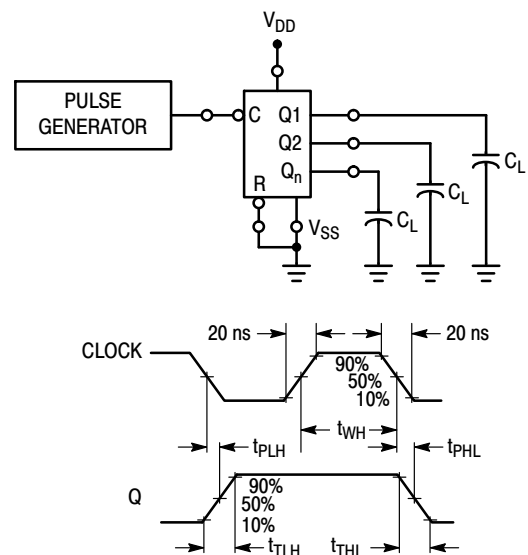 V_DD
PULSE
GENERATOR
C
Q1
Q2
Q_n
R
V_SS
C_L
C_L
C_L
20 ns
20 ns
CLOCK
90%
50%
10%
t_WH
t_PLH
t_PHL
Q
90%
50%
10%
t_TLH
t_THL